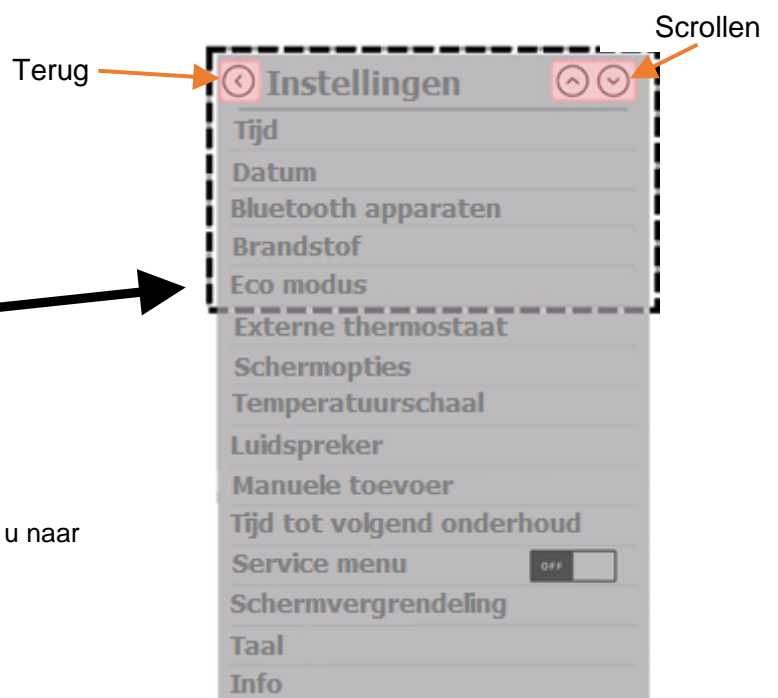 Scrollen
Terug
Instellingen
Tijd
Datum
Bluetooth apparaten
Brandstof
Eco modus
Externe thermostaat
Schermopties
Temperatuurschaal
Luidspreker
Manuele toevoer
u naar
Tijd tot volgend onderhoud
Service menu OFF
Schermvergrendeling
Taal
Info